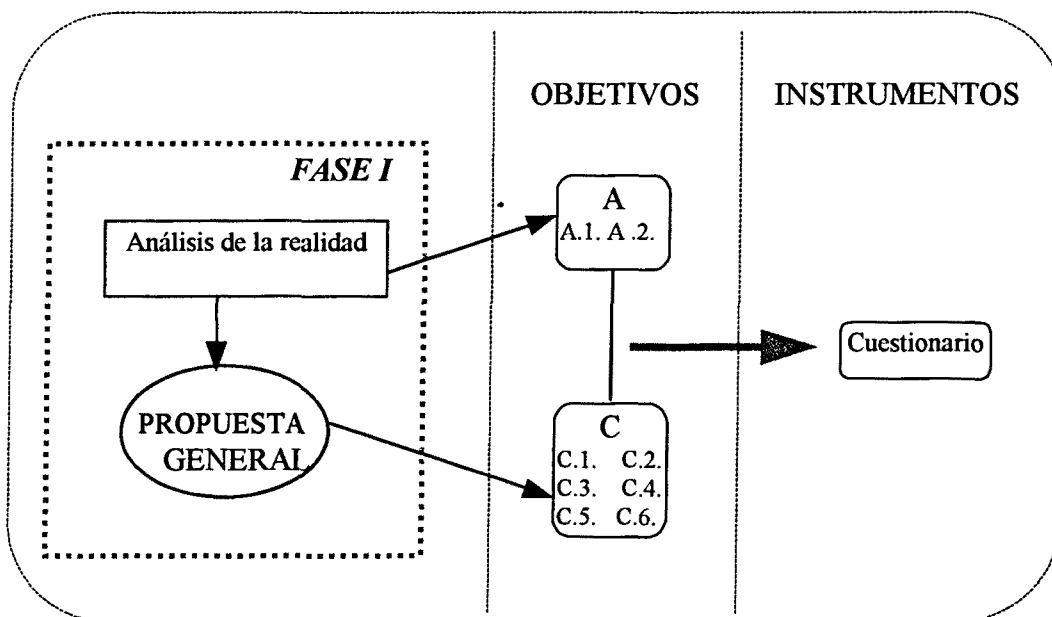 OBJETIVOS
INSTRUMENTOS
FASE I
Análisis de la realidad
PROPUESTA
GENERAL
A
A.1. A .2.
C
C.1. C.2.
C.3. C.4.
C.5. C.6.
Cuestionario